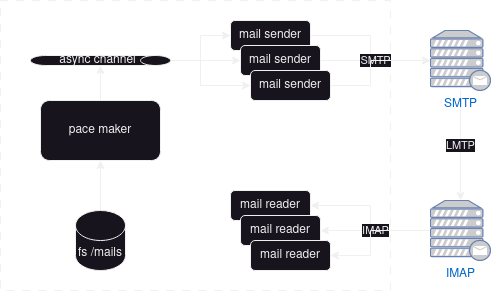 mail sender
async channel
mail sender
SMTP
mail sender
SMTP
pace maker
LMTP
mail reader
mail reader
IMAP
fs /mails
mail reader
IMAP